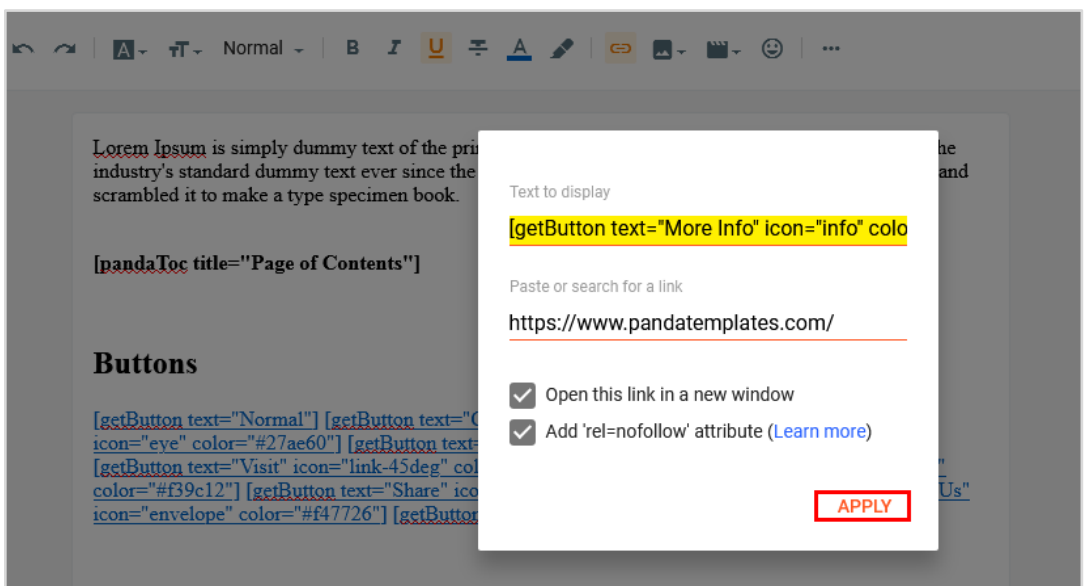 Normal
B I U A
Lorem Ipsum is simply dummy text of the pri he
industry's standard dummy text ever since the and
scrambled it to make a type specimen book.
[pandaToc title="Page of Contents"]
Buttons
[getButton text="Normal"] [getButton text="
icon="eye" color="#27ae60"] [getButton text=
[getButton text="Visit" icon="link-45deg" col "
color="#f39c12"] [getButton text="Share" ico Us"
icon="envelope" color="#f47726"] [getButton
Text to display
[getButton text="More Info" icon="info" colo
Paste or search for a link
https://www.pandatemplates.com/
Open this link in a new window
Add 'rel=nofollow' attribute (Learn more)
APPLY